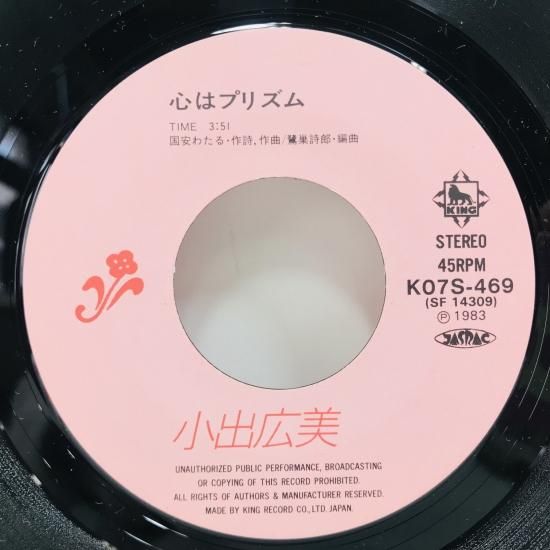 心はプリズム
TIME 3:51
国安わたる・作詩,作曲/鷺巣詩郎・編曲
KING
STEREO
45RPM
K07S-469
(SF 14309)
Ⓟ 1983
JASRAC
小出広美
UNAUTHORIZED PUBLIC PERFORMANCE, BROADCASTING
OR COPYING OF THIS RECORD PROHIBITED.
ALL RIGHTS OF AUTHORS & MANUFACTURER RESERVED.
MADE BY KING RECORD CO., LTD. JAPAN.